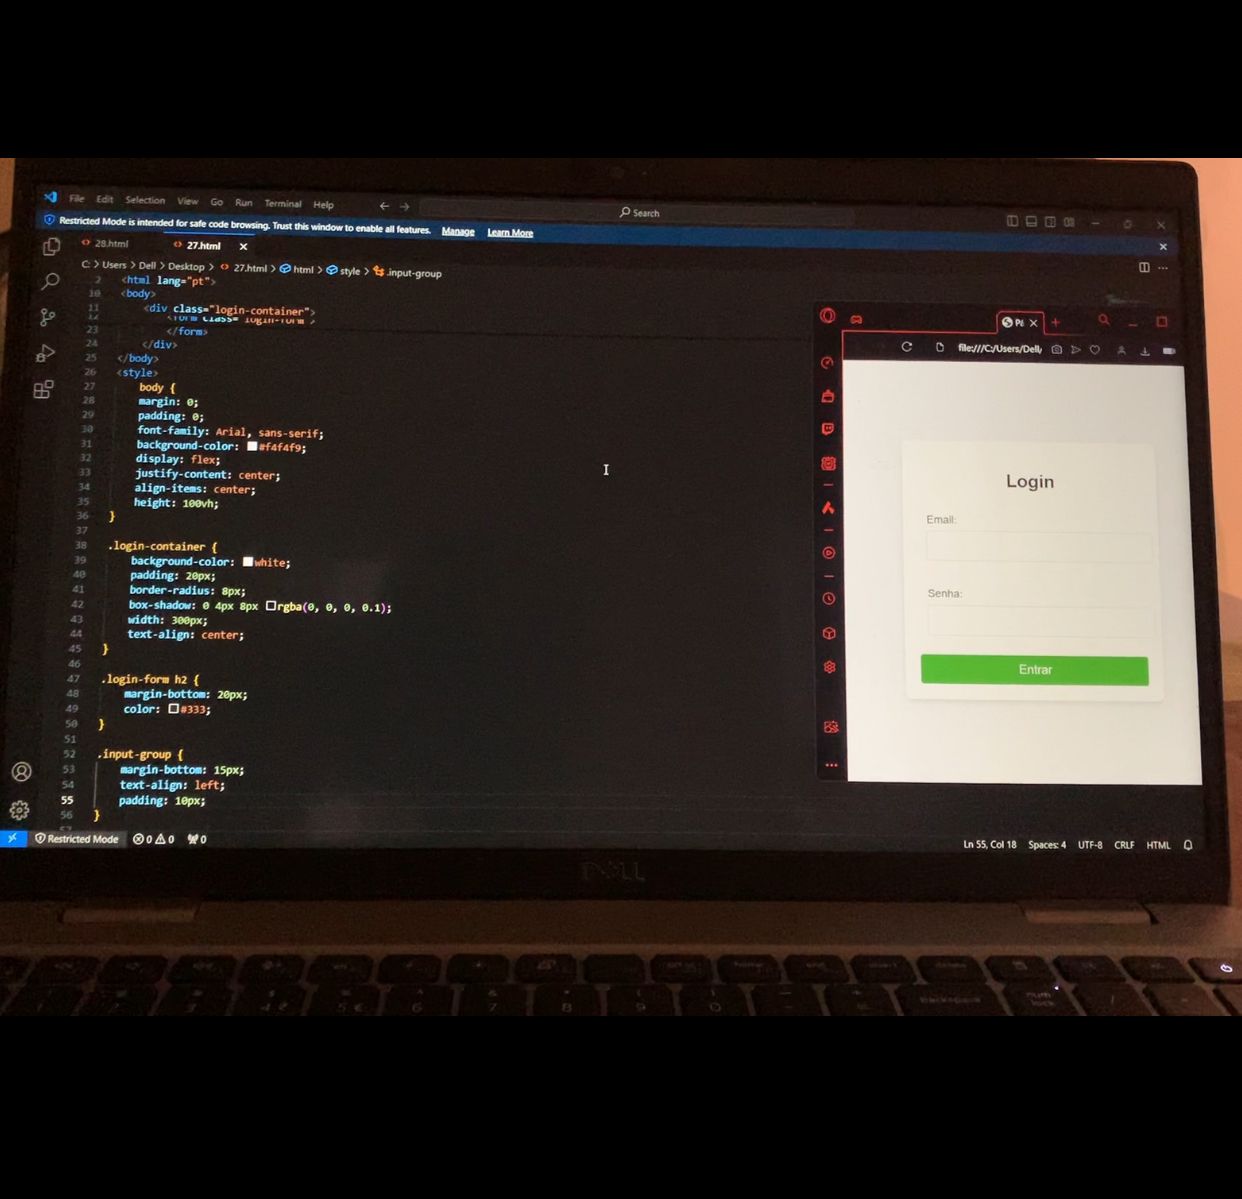 File Edit Selection View Go Run Terminal Help
Search
Restricted Mode is intended for safe code browsing. Trust this window to enable all features. Manage Learn More
28.html
27.html
C: > Users > Dell > Desktop > 27.html > html > style > .input-group
2 <html lang="pt">
10 <body>
11 <div class="login-container">
12 <form class="login-form">
23 </form>
24 </div>
25 </body>
26 <style>
27 body {
28 margin: 0;
29 padding: 0;
30 font-family: Arial, sans-serif;
31 background-color: #f4f4f9;
32 display: flex;
33 justify-content: center;
34 align-items: center;
35 height: 100vh;
36 }
37
38 .login-container {
39 background-color: white;
40 padding: 20px;
41 border-radius: 8px;
42 box-shadow: 0 4px 8px rgba(0, 0, 0, 0.1);
43 width: 300px;
44 text-align: center;
45 }
46
47 .login-form h2 {
48 margin-bottom: 20px;
49 color: #333;
50 }
51
52 .input-group {
53 margin-bottom: 15px;
54 text-align: left;
55 padding: 10px;
56 }
Restricted Mode 0 0 0
Ln 55, Col 18 Spaces: 4 UTF-8 CRLF HTML
file:///C:/Users/Dell/
Login
Email:
Senha:
Entrar
DELL
backspace
num lock